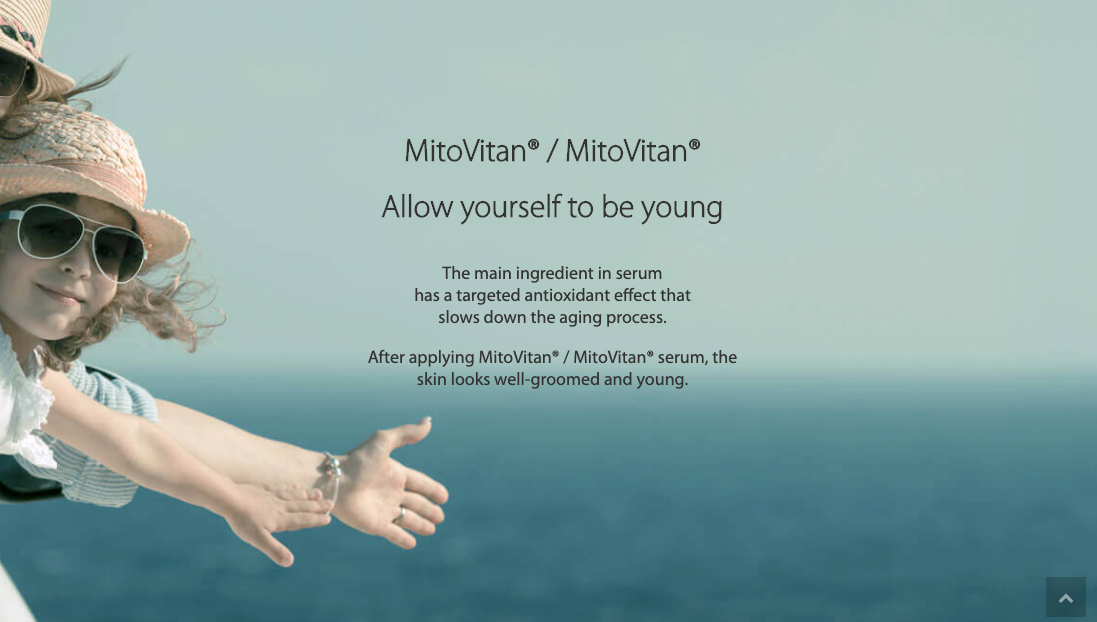 MitoVitan® / MitoVitan®
Allow yourself to be young
The main ingredient in serum
has a targeted antioxidant effect that
slows down the aging process.
After applying MitoVitan® / MitoVitan® serum, the
skin looks well-groomed and young.